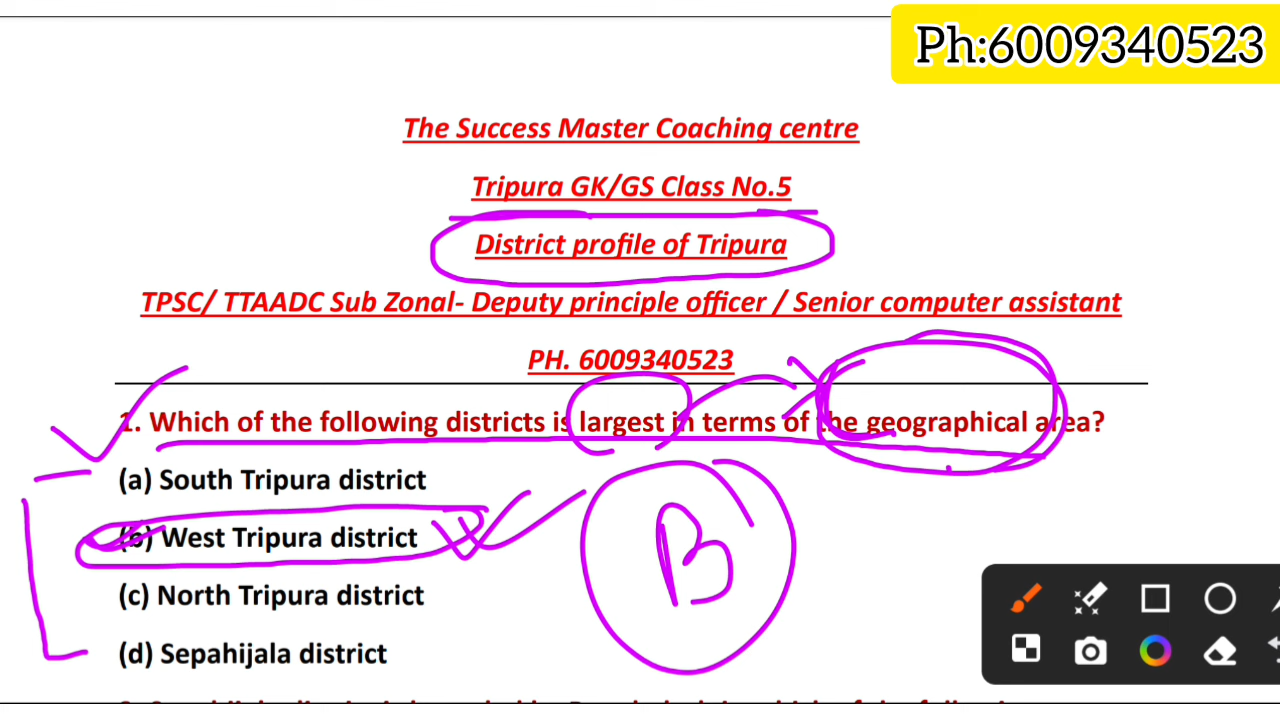 Ph:6009340523
The Success Master Coaching centre
Tripura GK/GS Class No.5
District profile of Tripura
TPSC/ TTAADC Sub Zonal- Deputy principle officer / Senior computer assistant
PH. 6009340523
1. Which of the following districts is largest in terms of the geographical area?
(a) South Tripura district
(b) West Tripura district
B
(c) North Tripura district
(d) Sepahijala district